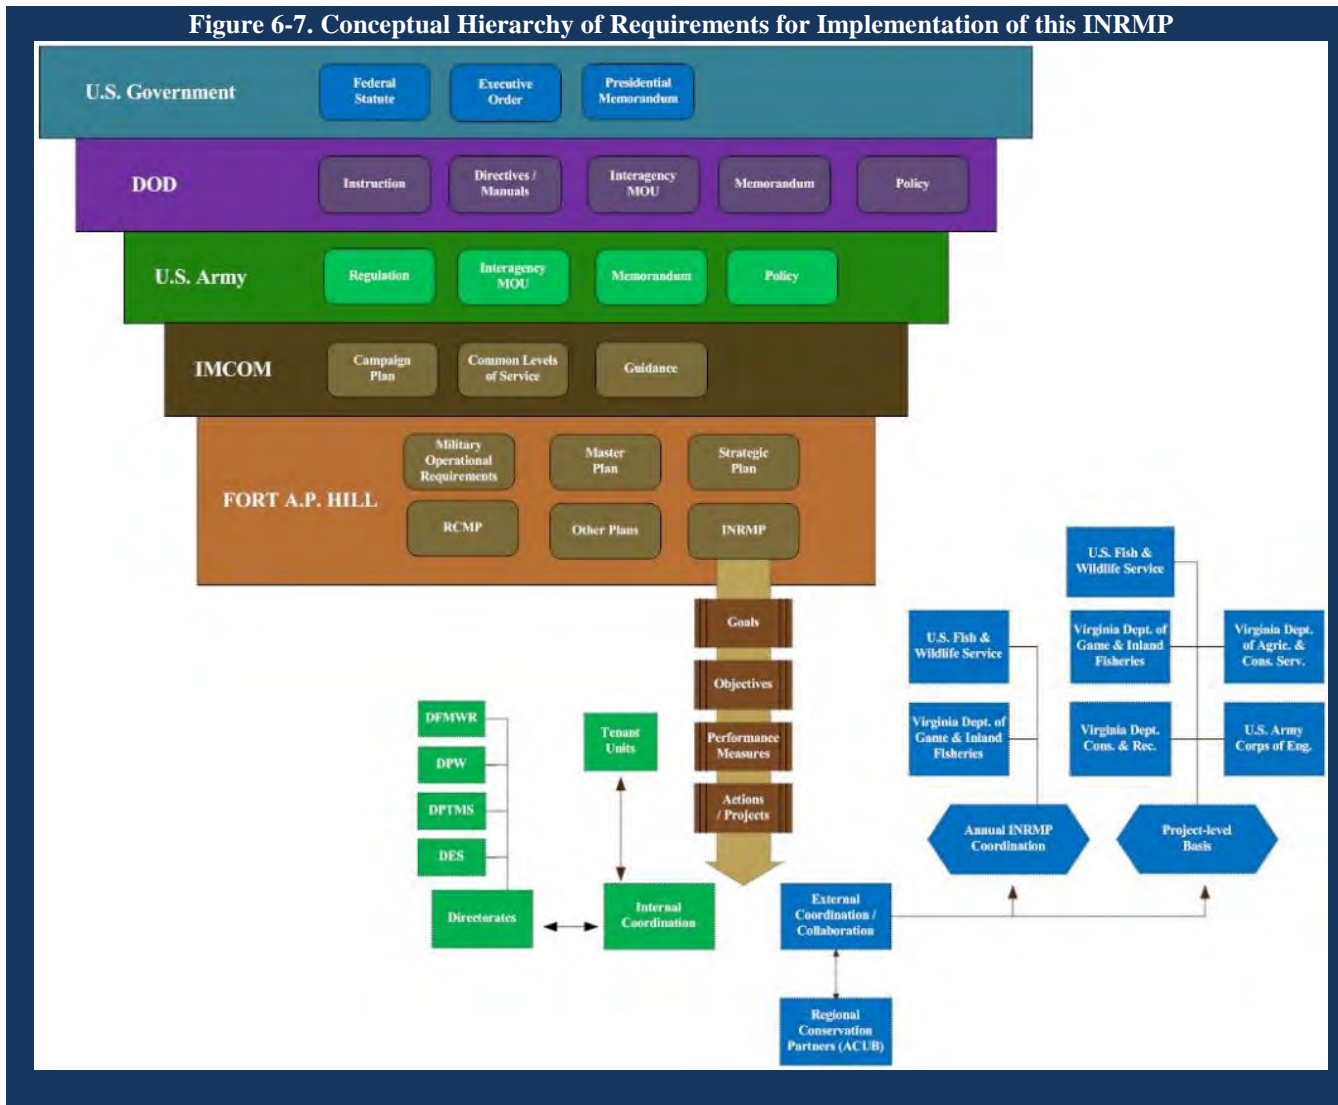 Figure 6-7. Conceptual Hierarchy of Requirements for Implementation of this INRMP
U.S. Government
Federal
Statute
Executive
Order
Presidential
Memorandum
DOD
Instruction
Directives /
Manuals
Interagency
MOU
Memorandum
Policy
U.S. Army
Regulation
Interagency
MOU
Memorandum
Policy
IMCOM
Campaign
Plan
Common Levels
of Service
Guidance
FORT A.P. HILL
Military
Operational
Requirements
Master
Plan
Strategic
Plan
RCMP
Other Plans
INRMP
Goals
Objectives
Performance
Measures
Actions
/ Projects
DFMWR
DPW
DPTMS
DES
Directorates
Tenant
Units
Internal
Coordination
External
Coordination /
Collaboration
Regional
Conservation
Partners (ACUB)
U.S. Fish &
Wildlife Service
Virginia Dept. of
Game & Inland
Fisheries
Annual INRMP
Coordination
U.S. Fish &
Wildlife Service
Virginia Dept. of
Game & Inland
Fisheries
Virginia Dept.
of Agric. &
Cons. Serv.
Virginia Dept.
Cons. & Rec.
U.S. Army
Corps of Eng.
Project-level
Basis